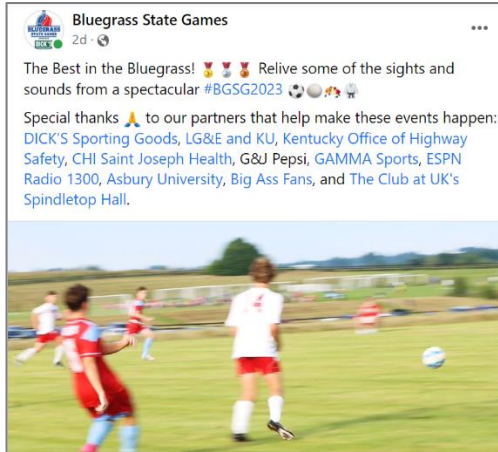 Bluegrass State Games
2d
The Best in the Bluegrass! 🏅🥈🥉 Relive some of the sights and
sounds from a spectacular #BGSG2023 ⚽⚪🏇🥋
Special thanks 🙏 to our partners that help make these events happen:
DICK'S Sporting Goods, LG&E and KU, Kentucky Office of Highway
Safety, CHI Saint Joseph Health, G&J Pepsi, GAMMA Sports, ESPN
Radio 1300, Asbury University, Big Ass Fans, and The Club at UK's
Spindletop Hall.